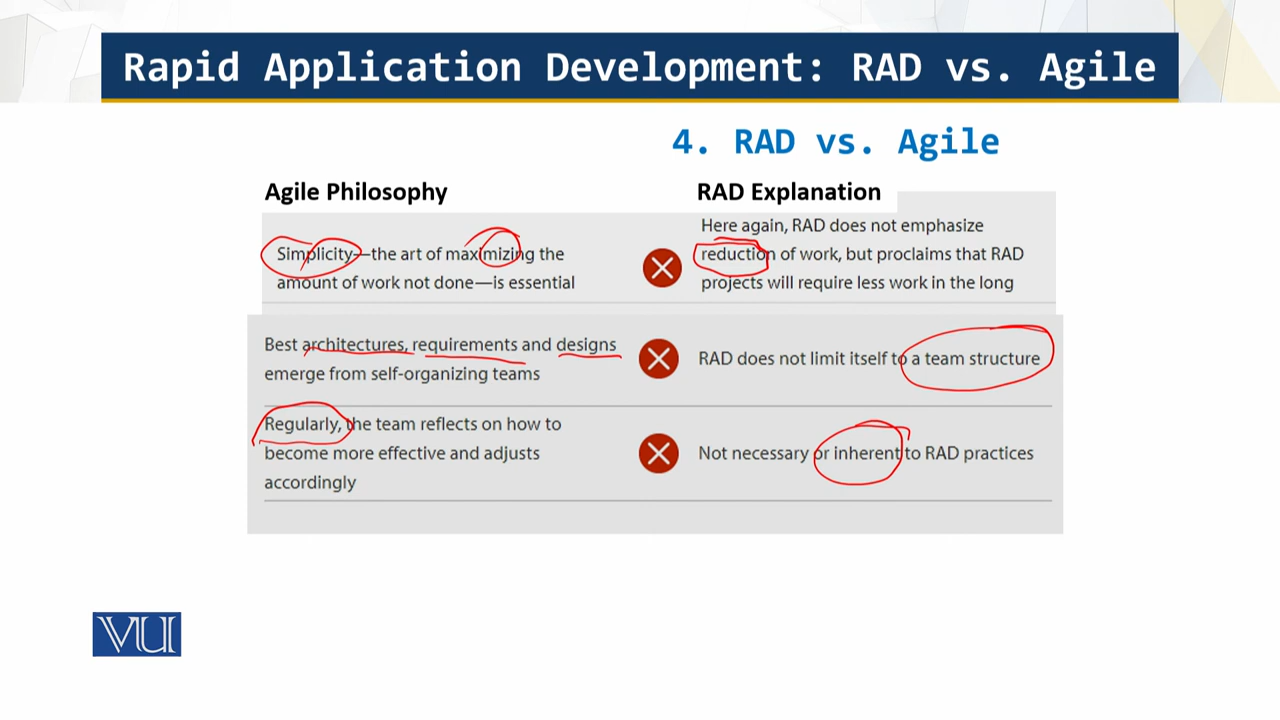 Rapid Application Development: RAD vs. Agile
4. RAD vs. Agile
Agile Philosophy
RAD Explanation
Simplicity—the art of maximizing the
amount of work not done—is essential
Here again, RAD does not emphasize
reduction of work, but proclaims that RAD
projects will require less work in the long
Best architectures, requirements and designs
emerge from self-organizing teams
RAD does not limit itself to a team structure
Regularly, the team reflects on how to
become more effective and adjusts
accordingly
Not necessary or inherent to RAD practices
VU